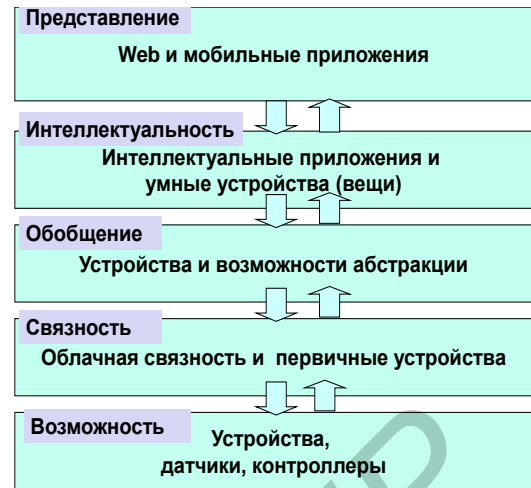 Представление
Web и мобильные приложения
Интеллектуальность
Интеллектуальные приложения и
умные устройства (вещи)
Обобщение
Устройства и возможности абстракции
Связность
Облачная связность и первичные устройства
Возможность
Устройства,
датчики, контроллеры